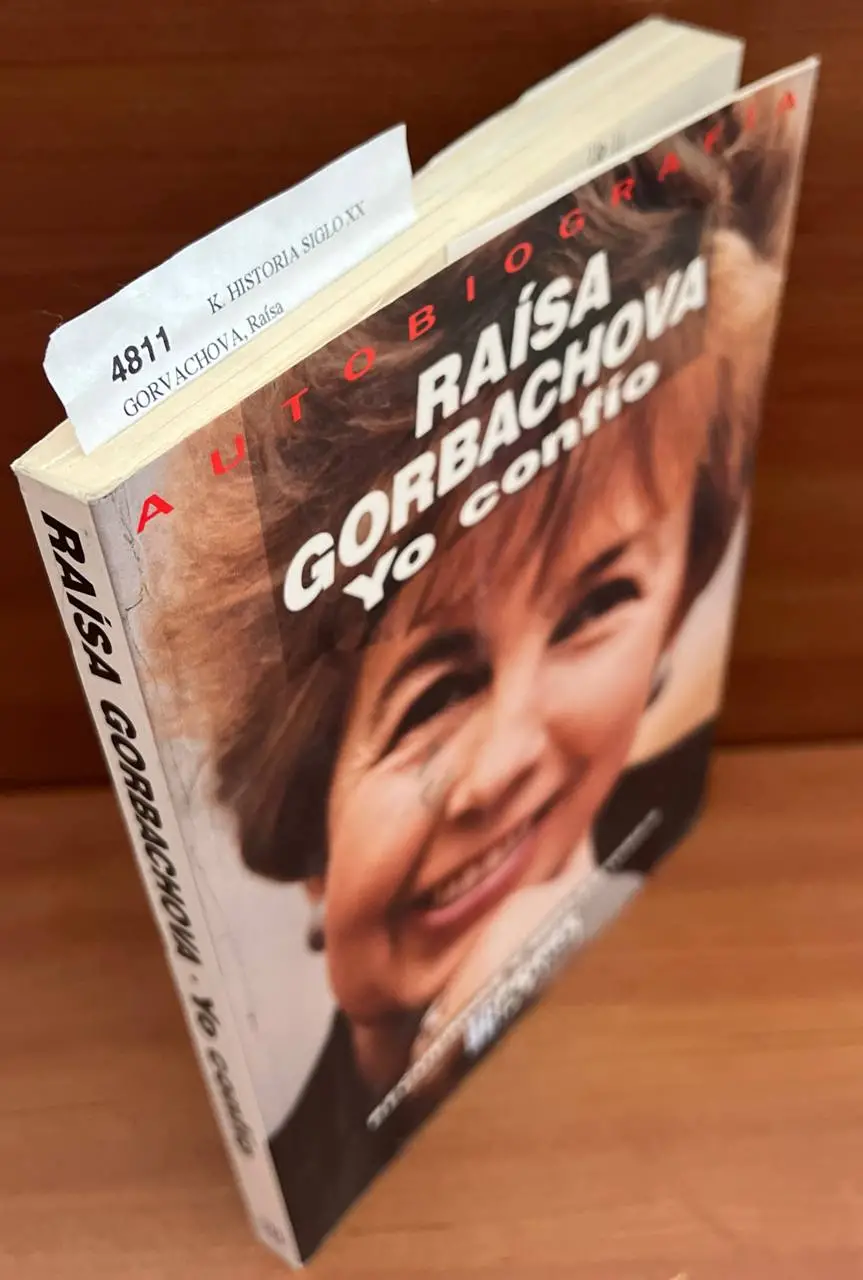 4811 K. HISTORIA SIGLO XX
GORVACHOVA, Raísa
AUTOBIOGRAFIA
RAÍSA
GORBACHOVA
Yo confío
RAÍSA GORBACHOVA · Yo confío